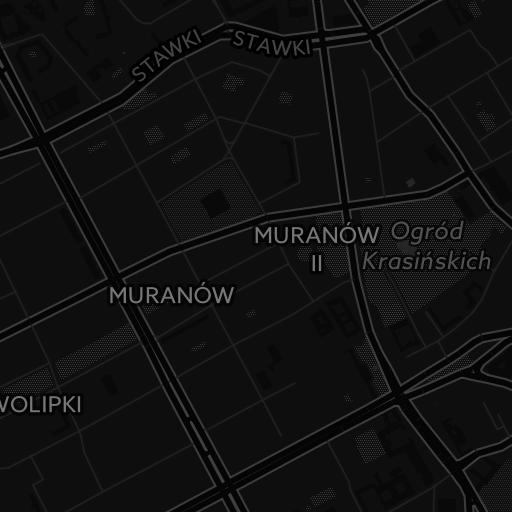 STAWKI
STAWKI
MURANÓW
II
Ogród
Krasińskich
MURANÓW
WOLIPKI